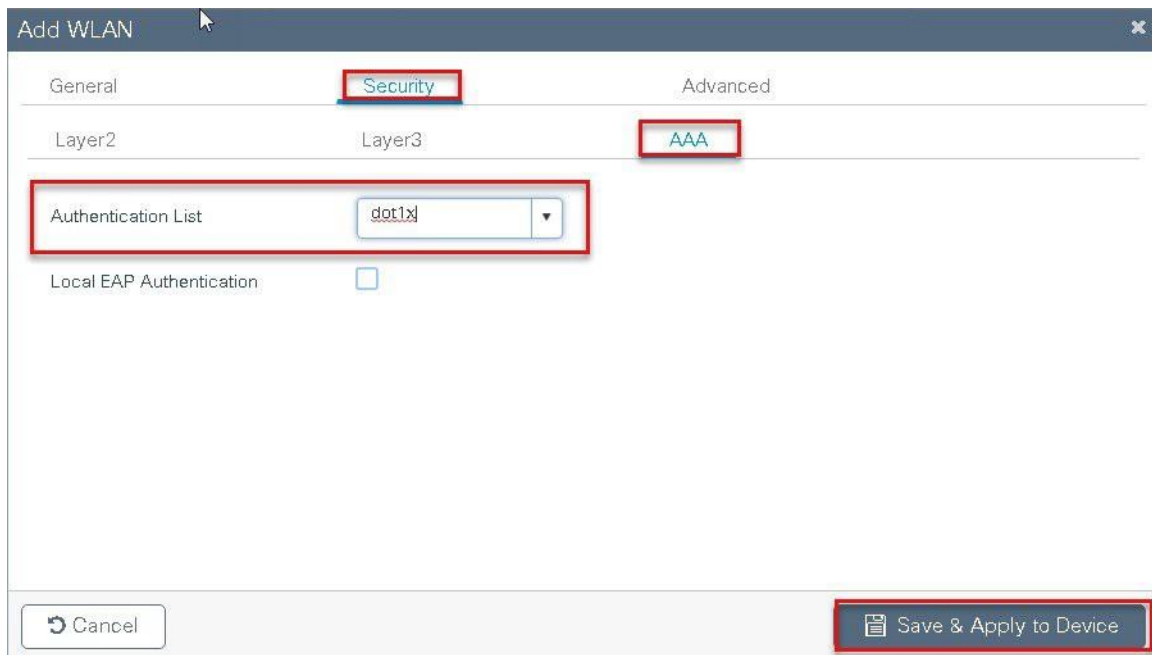 Add WLAN
General Security Advanced
Layer2 Layer3 AAA
Authentication List dot1x
Local EAP Authentication
Cancel Save & Apply to Device